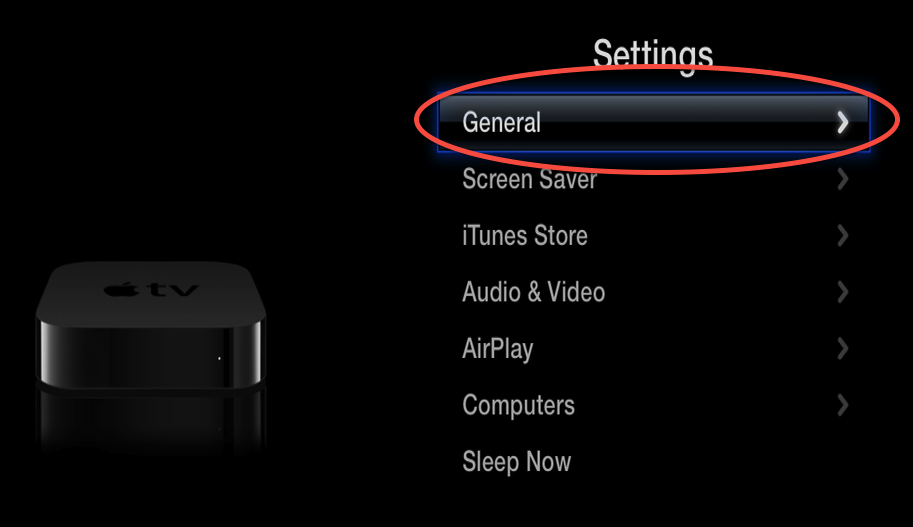 Settings
General
Screen Saver
iTunes Store
Audio & Video
AirPlay
Computers
Sleep Now
tv